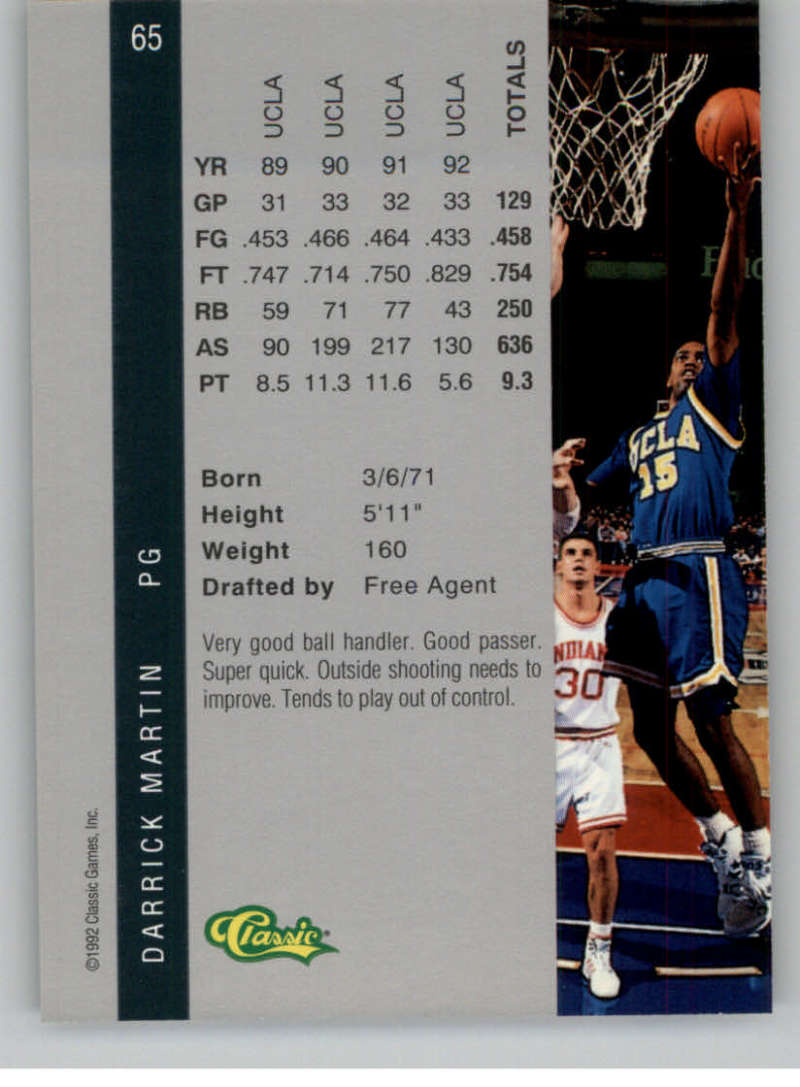 65
UCLA UCLA UCLA UCLA TOTALS
YR 89 90 91 92
GP 31 33 32 33 129
FG .453 .466 .464 .433 .458
FT .747 .714 .750 .829 .754
RB 59 71 77 43 250
AS 90 199 217 130 636
PT 8.5 11.3 11.6 5.6 9.3
Born 3/6/71
Height 5'11"
Weight 160
Drafted by Free Agent
Very good ball handler. Good passer.
Super quick. Outside shooting needs to
improve. Tends to play out of control.
DARRICK MARTIN PG
©1992 Classic Games, Inc.
Classic®
UCLA
15
INDIAN
30